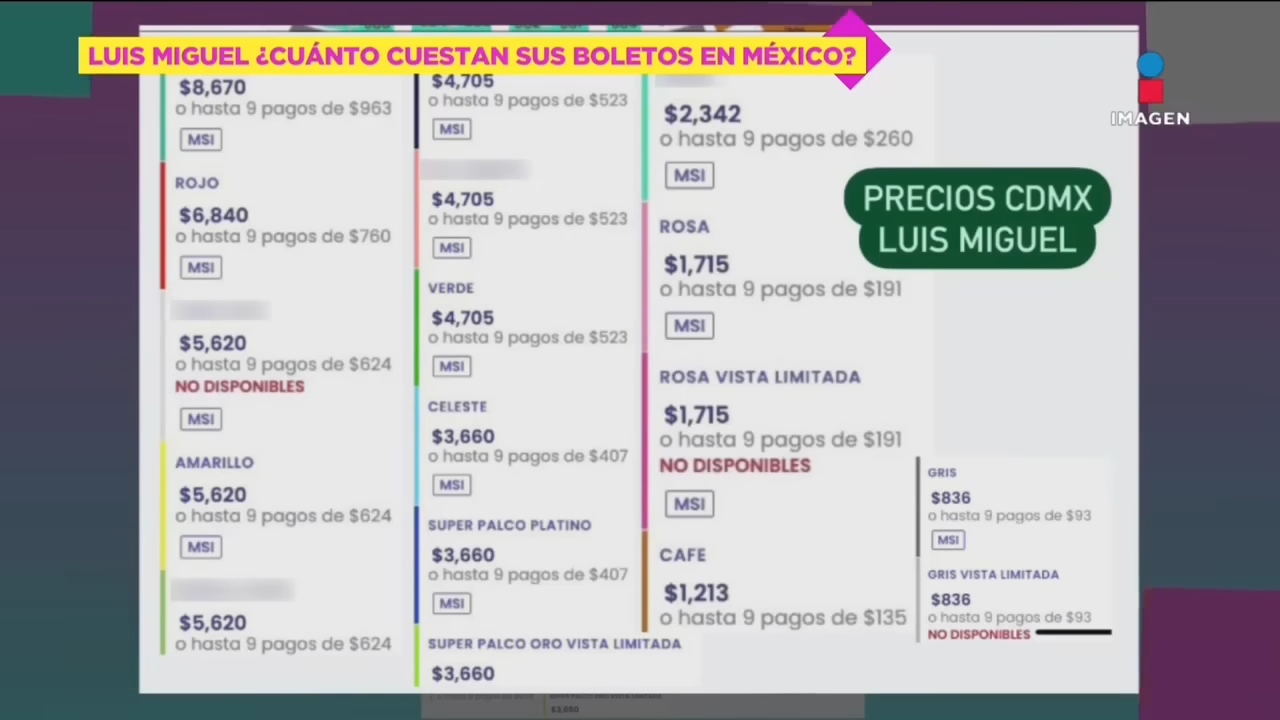 LUIS MIGUEL ¿CUÁNTO CUESTAN SUS BOLETOS EN MÉXICO?
IMAGEN
PRECIOS CDMX
LUIS MIGUEL
$8,670
o hasta 9 pagos de $963
MSI
ROJO
$6,840
o hasta 9 pagos de $760
MSI
$5,620
o hasta 9 pagos de $624
NO DISPONIBLES
MSI
AMARILLO
$5,620
o hasta 9 pagos de $624
MSI
$5,620
o hasta 9 pagos de $624
$4,705
o hasta 9 pagos de $523
MSI
$4,705
o hasta 9 pagos de $523
MSI
VERDE
$4,705
o hasta 9 pagos de $523
MSI
CELESTE
$3,660
o hasta 9 pagos de $407
MSI
SUPER PALCO PLATINO
$3,660
o hasta 9 pagos de $407
MSI
SUPER PALCO ORO VISTA LIMITADA
$3,660
$2,342
o hasta 9 pagos de $260
MSI
ROSA
$1,715
o hasta 9 pagos de $191
MSI
ROSA VISTA LIMITADA
$1,715
o hasta 9 pagos de $191
NO DISPONIBLES
MSI
CAFE
$1,213
o hasta 9 pagos de $135
GRIS
$836
o hasta 9 pagos de $93
MSI
GRIS VISTA LIMITADA
$836
o hasta 9 pagos de $93
NO DISPONIBLES
$3,660